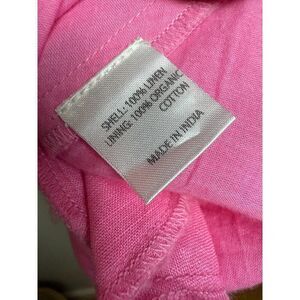 SHELL: 100% LINEN
LINING: 100% ORGANIC
COTTON
MADE IN INDIA